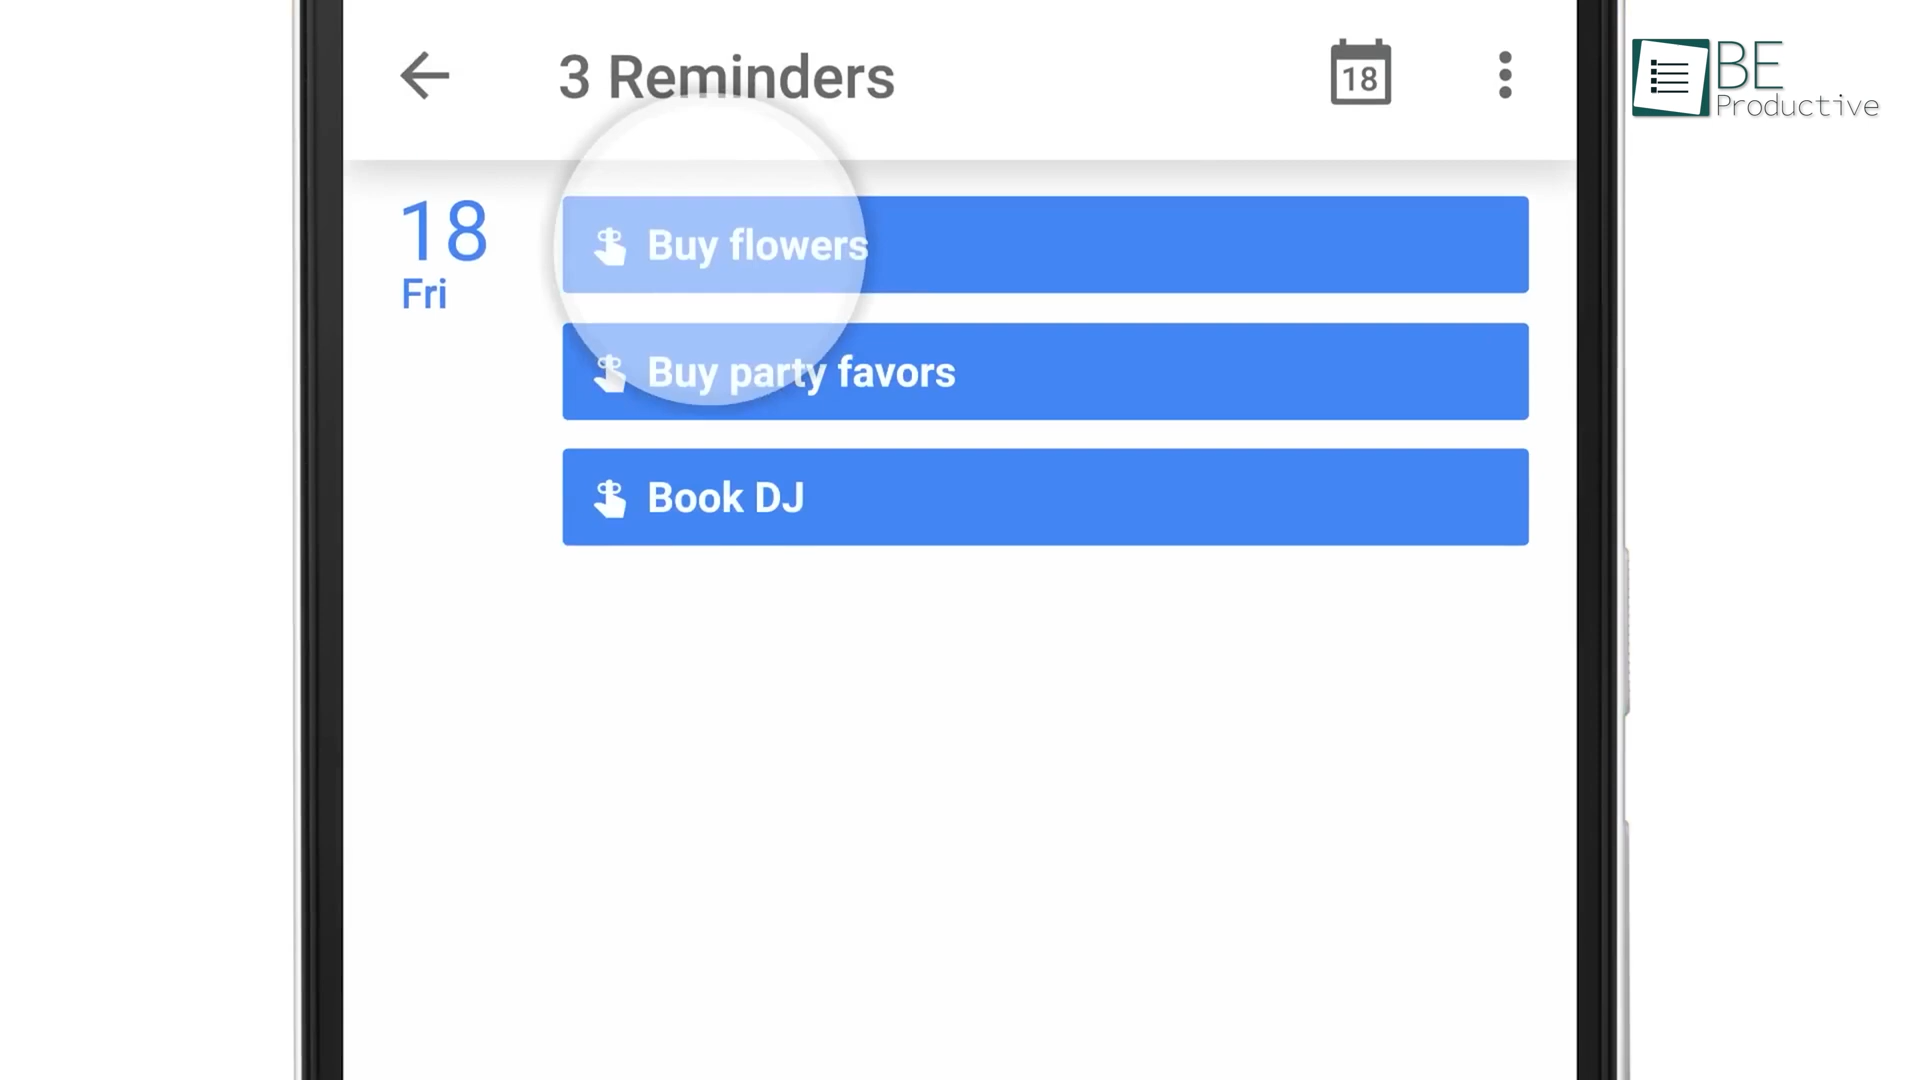 3 Reminders
18
BE
Productive
18
Fri
Buy flowers
Buy party favors
Book DJ